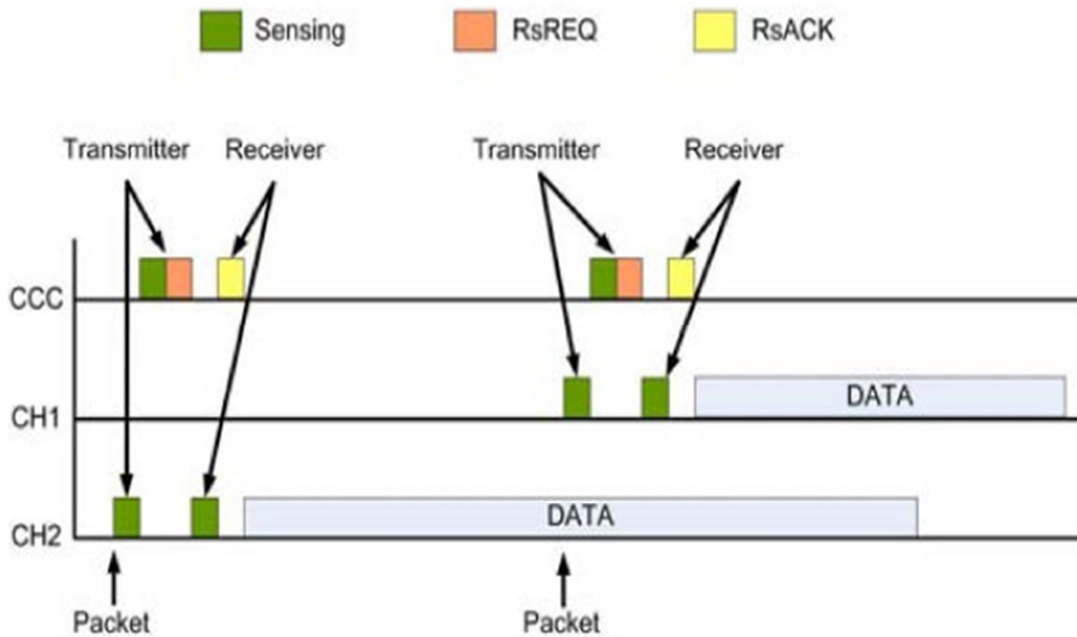 Sensing
RsREQ
RsACK
Transmitter
Receiver
Transmitter
Receiver
CCC
CH1
DATA
CH2
DATA
Packet
Packet